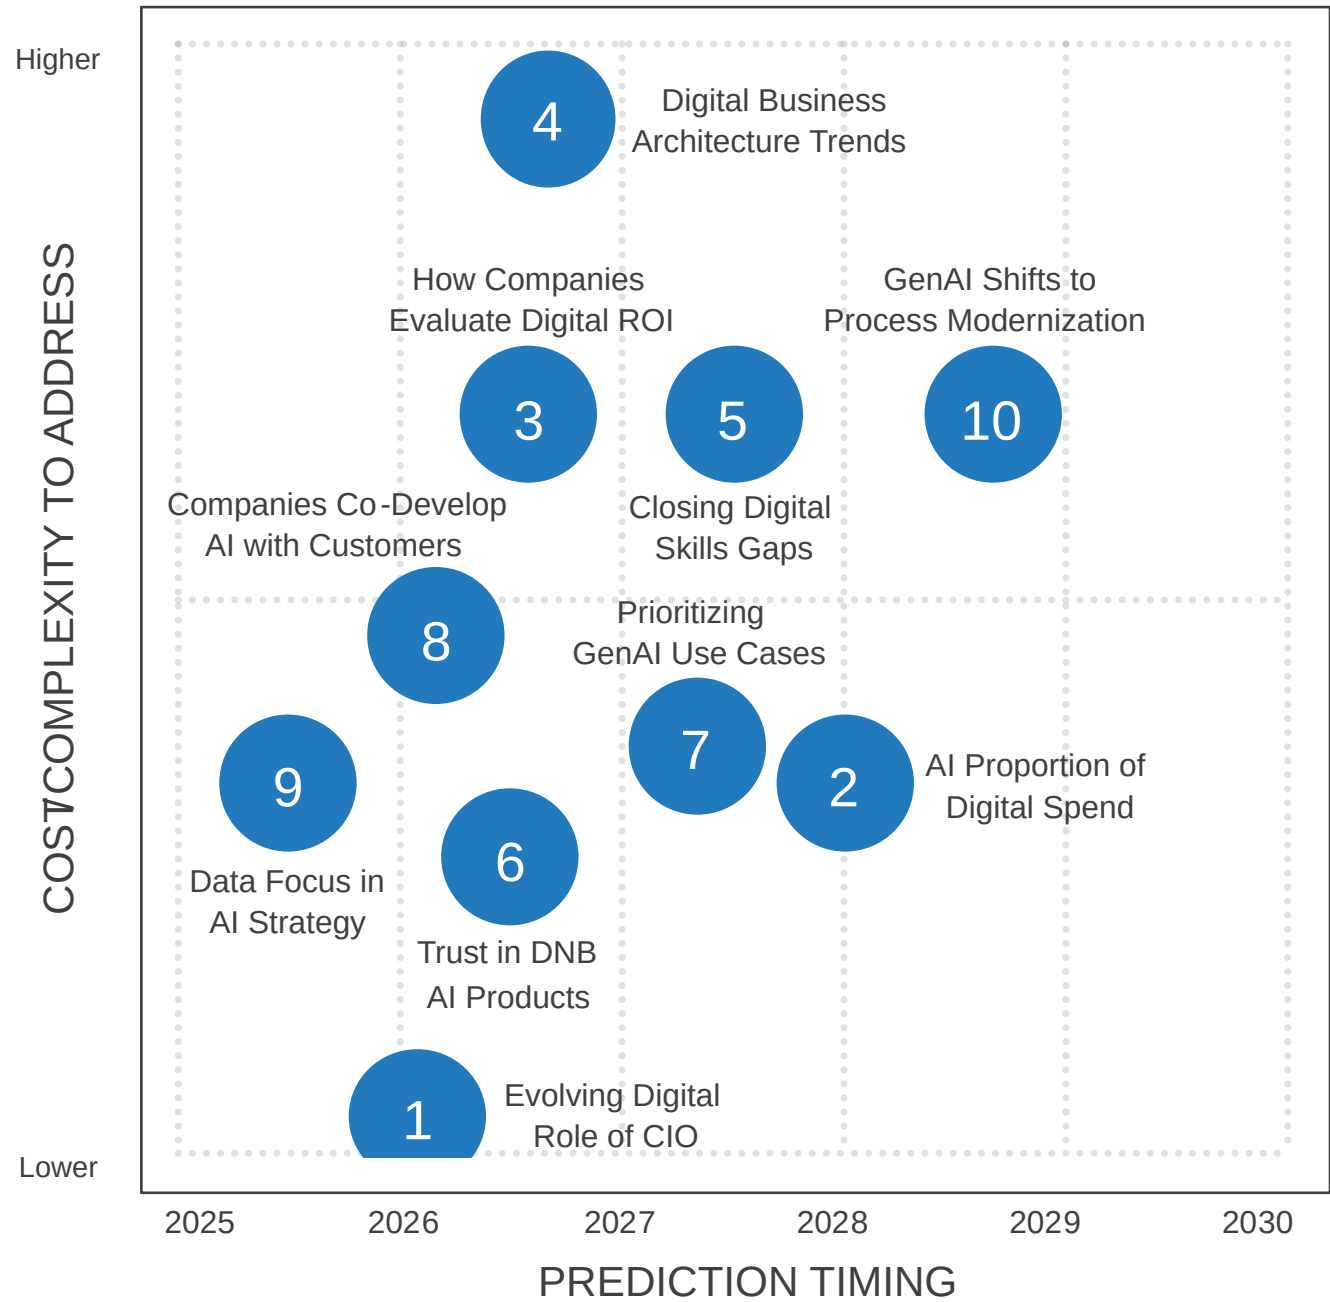 Higher
4
Digital Business
Architecture Trends
How Companies
Evaluate Digital ROI
GenAI Shifts to
Process Modernization
3
5
10
Companies Co-Develop
AI with Customers
Closing Digital
Skills Gaps
8
Prioritizing
GenAI Use Cases
7
9
2
AI Proportion of
Digital Spend
6
Data Focus in
AI Strategy
Trust in DNB
AI Products
1
Evolving Digital
Role of CIO
Lower
COST/COMPLEXITY TO ADDRESS
2025 2026 2027 2028 2029 2030
PREDICTION TIMING